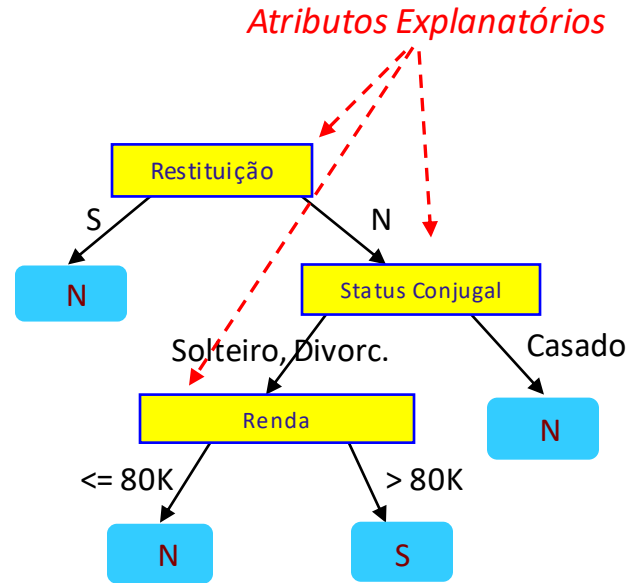 Atributos Explanatórios
Restituição
S
N
N
Status Conjugal
Solteiro, Divorc.
Casado
Renda
N
<= 80K
> 80K
N
S